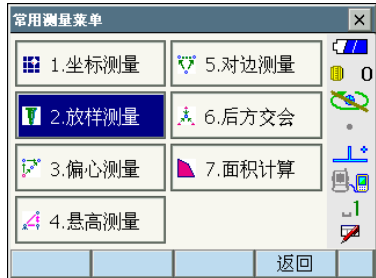 常用测量菜单
1.坐标测量
5.对边测量
2.放样测量
6.后方交会
3.偏心测量
7.面积计算
4.悬高测量
0
1
返回